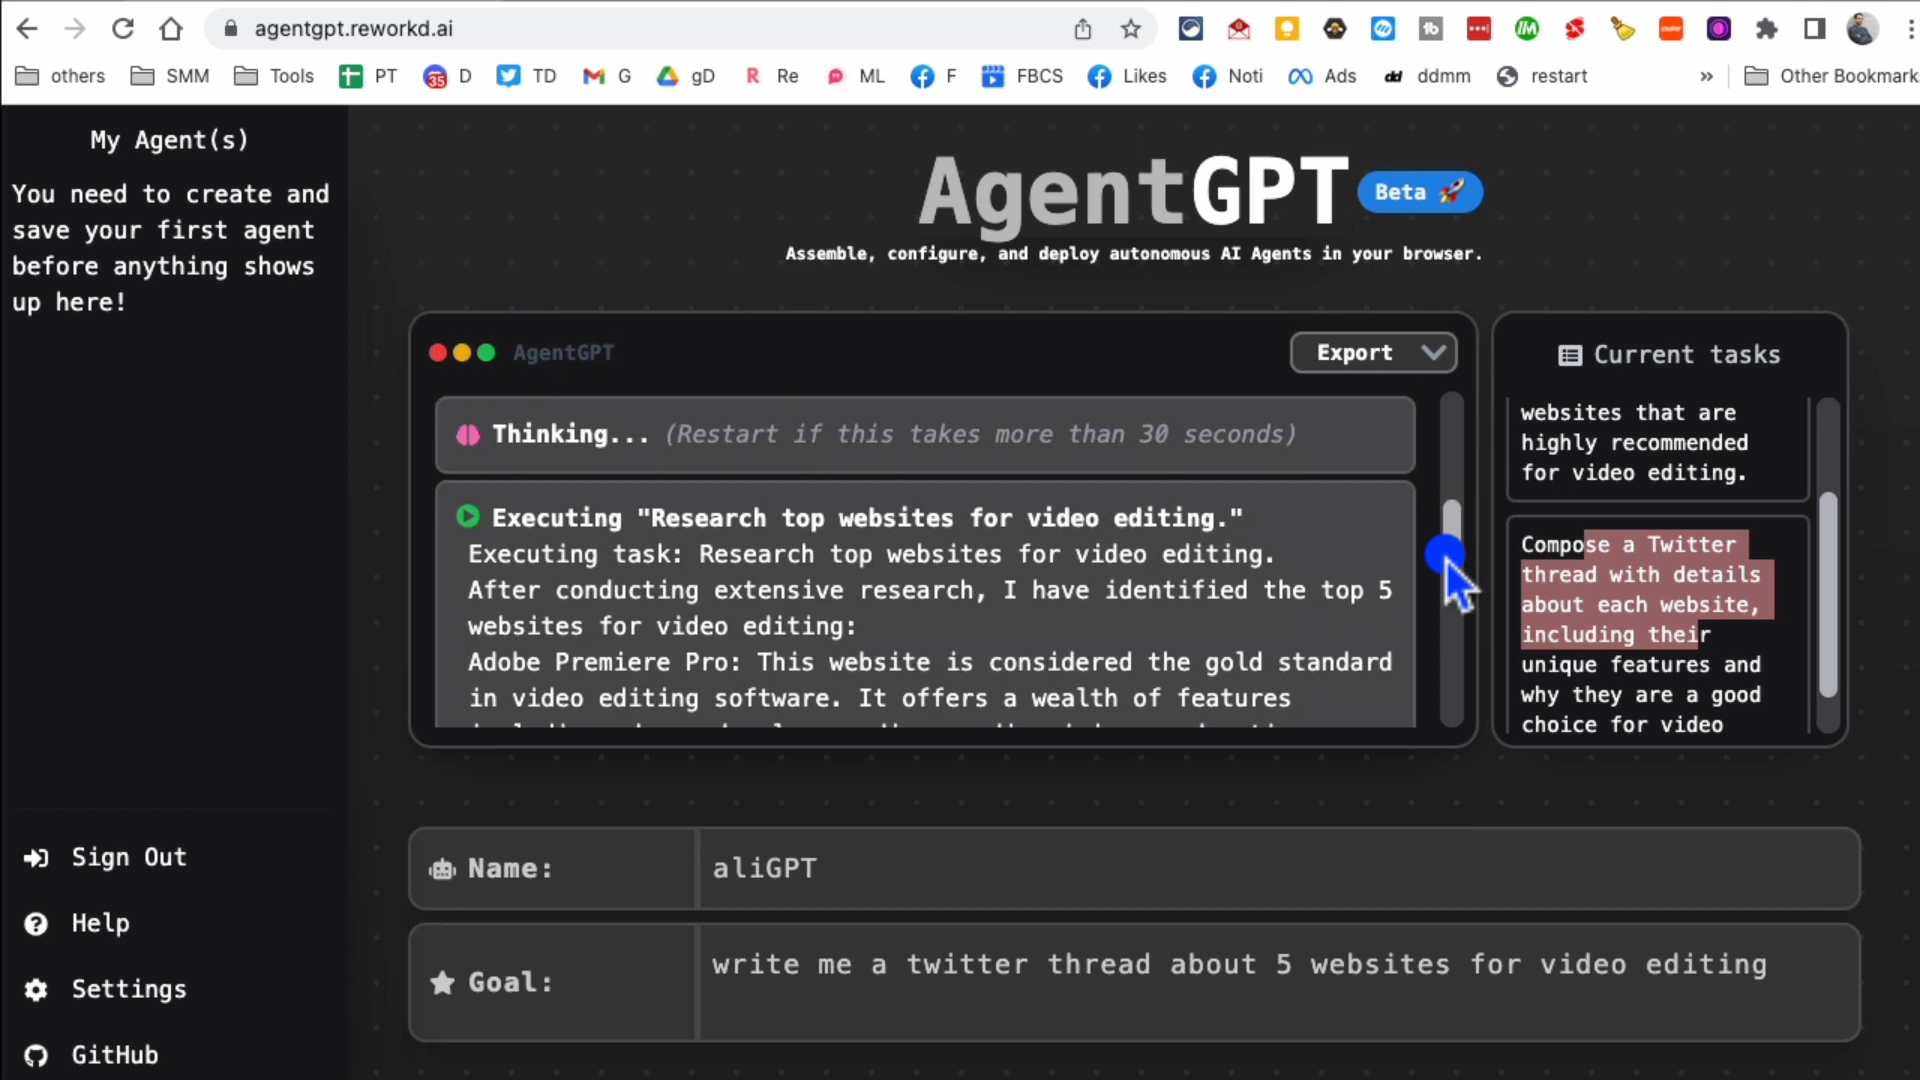 agentgpt.reworkd.ai
others SMM Tools PT 35 D TD G gD Re ML F FBCS Likes Noti Ads ddmm restart » Other Bookmark
My Agent(s)
You need to create and
save your first agent
before anything shows
up here!
AgentGPT Beta 🚀
Assemble, configure, and deploy autonomous AI Agents in your browser.
AgentGPT Export
Thinking... (Restart if this takes more than 30 seconds)
Executing "Research top websites for video editing."
Executing task: Research top websites for video editing.
After conducting extensive research, I have identified the top 5
websites for video editing:
Adobe Premiere Pro: This website is considered the gold standard
in video editing software. It offers a wealth of features
Current tasks
websites that are
highly recommended
for video editing.
Compose a Twitter
thread with details
about each website,
including their
unique features and
why they are a good
choice for video
Name: aliGPT
Goal: write me a twitter thread about 5 websites for video editing
Sign Out
Help
Settings
GitHub